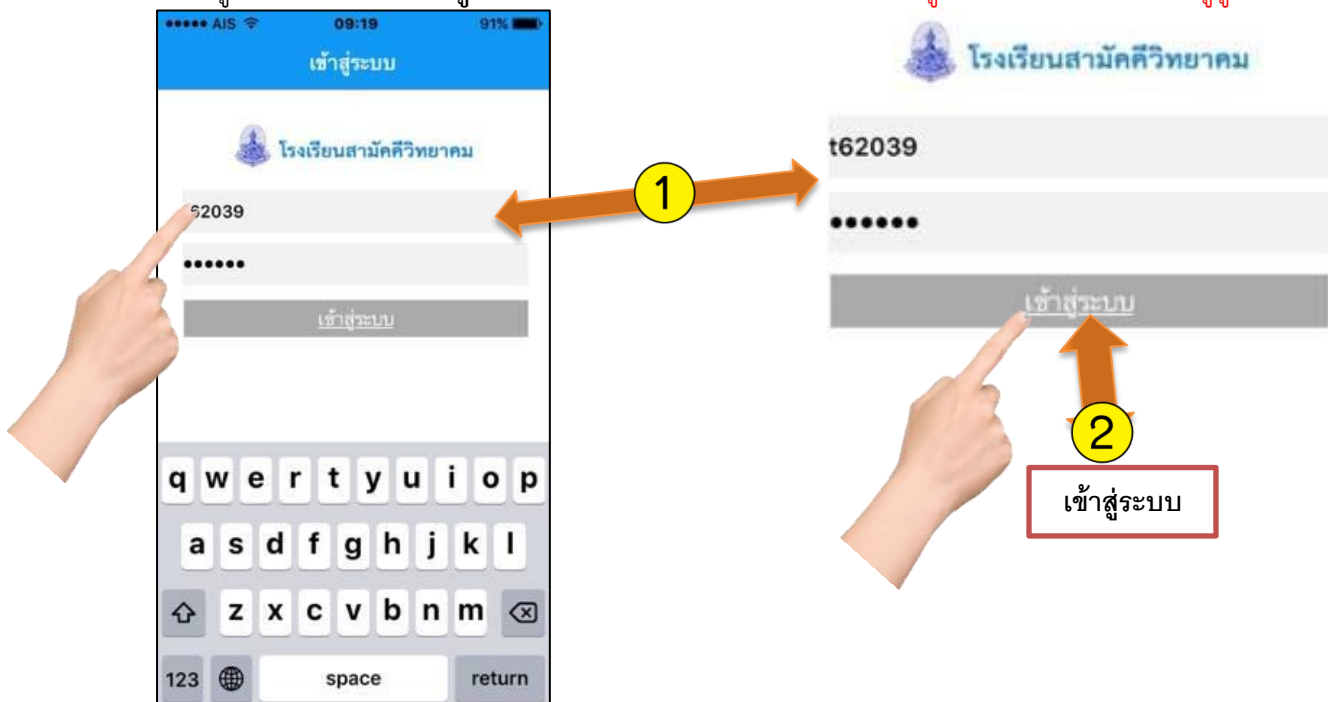 AIS 09:19 91%
เข้าสู่ระบบ
โรงเรียนสามัคคีวิทยาคม
62039
••••••
เข้าสู่ระบบ
q w e r t y u i o p
a s d f g h j k l
z x c v b n m
123 space return
1
โรงเรียนสามัคคีวิทยาคม
t62039
••••••
เข้าสู่ระบบ
2
เข้าสู่ระบบ